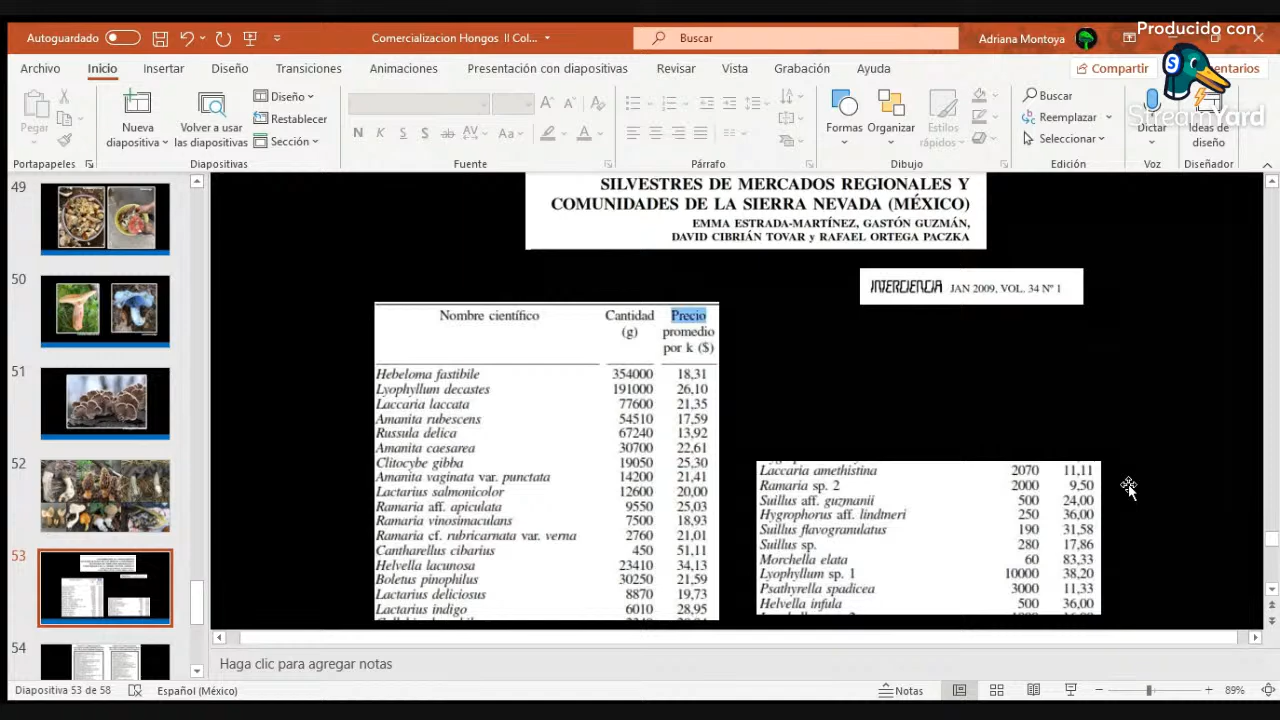 Producido con
StreamYard
Autoguardado
Comercialización Hongos II Col...
Buscar
Adriana Montoya
Archivo
Inicio
Insertar
Diseño
Transiciones
Animaciones
Presentación con diapositivas
Revisar
Vista
Grabación
Ayuda
Compartir
Pegar
Nueva
diapositiva
Volver a usar
las diapositivas
Diseño
Restablecer
Sección
Formas
Organizar
Estilos
rápidos
Buscar
Reemplazar
Seleccionar
Dictar
Ideas de
diseño
Portapapeles
Diapositivas
Fuente
Párrafo
Dibujo
Edición
Voz
Diseñador
49
50
51
52
53
54
SILVESTRES DE MERCADOS REGIONALES Y
COMUNIDADES DE LA SIERRA NEVADA (MÉXICO)
EMMA ESTRADA-MARTÍNEZ, GASTÓN GUZMÁN,
DAVID CIBRIÁN TOVAR y RAFAEL ORTEGA PACZKA
INTERCIENCIA JAN 2009, VOL. 34 Nº 1
Nombre científico Cantidad (g) Precio promedio por k ($)
Hebeloma fastibile 354000 18,31
Lyophyllum decastes 191000 26,10
Laccaria laccata 77600 21,35
Amanita rubescens 54510 17,59
Russula delica 67240 13,92
Amanita caesarea 30700 22,61
Clitocybe gibba 19050 25,30
Amanita vaginata var. punctata 14200 21,41
Lactarius salmonicolor 12600 20,00
Ramaria aff. apiculata 9550 25,03
Ramaria vinosimaculans 7500 18,93
Ramaria cf. rubricarnata var. verna 2760 21,01
Cantharellus cibarius 450 51,11
Helvella lacunosa 23410 34,13
Boletus pinophilus 30250 21,59
Lactarius deliciosus 8870 19,73
Lactarius indigo 6010 28,95
Laccaria amethistina 2070 11,11
Ramaria sp. 2 2000 9,50
Suillus aff. guzmanii 500 24,00
Hygrophorus aff. lindtneri 250 36,00
Suillus flavogranulatus 190 31,58
Suillus sp. 280 17,86
Morchella elata 60 83,33
Lyophyllum sp. 1 10000 38,20
Psathyrella spadicea 3000 11,33
Helvella infula 500 36,00
Haga clic para agregar notas
Diapositiva 53 de 58
Español (México)
Notas
89%